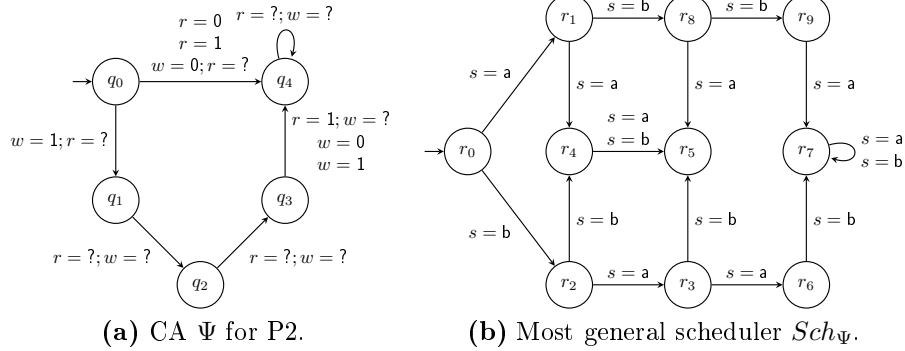 r = ?; w = ?
r = 0
r = 1
w = 0; r = ?
q0
q4
w = 1; r = ?
r = 1; w = ?
w = 0
w = 1
q1
q3
r = ?; w = ?
r = ?; w = ?
q2
(a) CA Ψ for P2.
r1
s = b
r8
s = b
r9
s = a
s = a
s = a
s = a
r0
r4
s = a
s = b
r5
r7
s = a
s = b
s = b
s = b
s = b
s = b
r2
s = a
r3
s = a
r6
(b) Most general scheduler SchΨ.